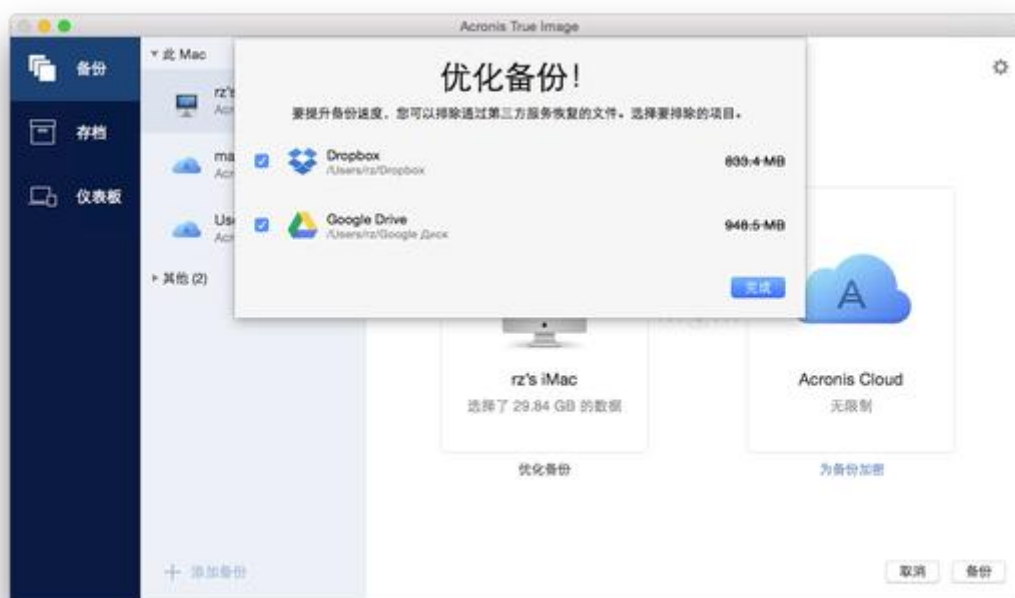 Acronis True Image
备份
存档
仪表板
此 Mac
rz's
Acr
ma
Acr
Use
Acr
其他 (2)
添加备份
优化备份!
要提升备份速度，您可以排除通过第三方服务恢复的文件。选择要排除的项目。
Dropbox
/Users/rz/Dropbox
833.4 MB
Google Drive
/Users/rz/Google Диск
948.5 MB
完成
rz's iMac
选择了 29.84 GB 的数据
优化备份
Acronis Cloud
无限制
为备份加密
取消
备份